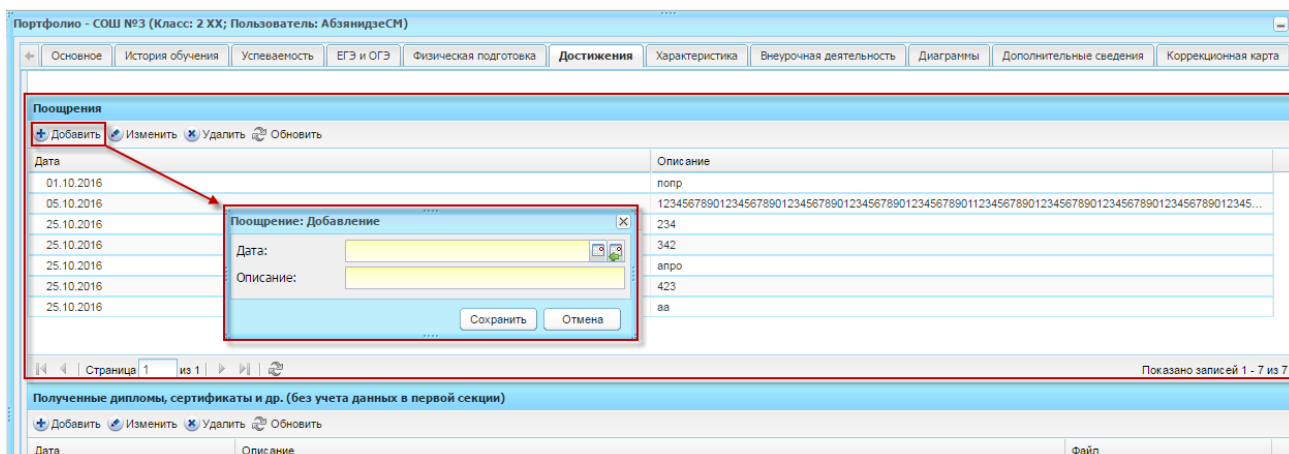 Портфолио - СОШ №3 (Класс: 2 XX; Пользователь: АбзянидзеСМ)
Основное История обучения Успеваемость ЕГЭ и ОГЭ Физическая подготовка Достижения Характеристика Внеурочная деятельность Диаграммы Дополнительные сведения Коррекционная карта
Поощрения
Добавить Изменить Удалить Обновить
Дата Описание
01.10.2016 попр
05.10.2016
25.10.2016 234
25.10.2016 342
25.10.2016 апро
25.10.2016 423
25.10.2016 аа
Поощрение: Добавление
Дата:
Описание:
Сохранить Отмена
Страница 1 из 1 Показано записей 1 - 7 из 7
Полученные дипломы, сертификаты и др. (без учета данных в первой секции)
Добавить Изменить Удалить Обновить
Дата Описание Файл